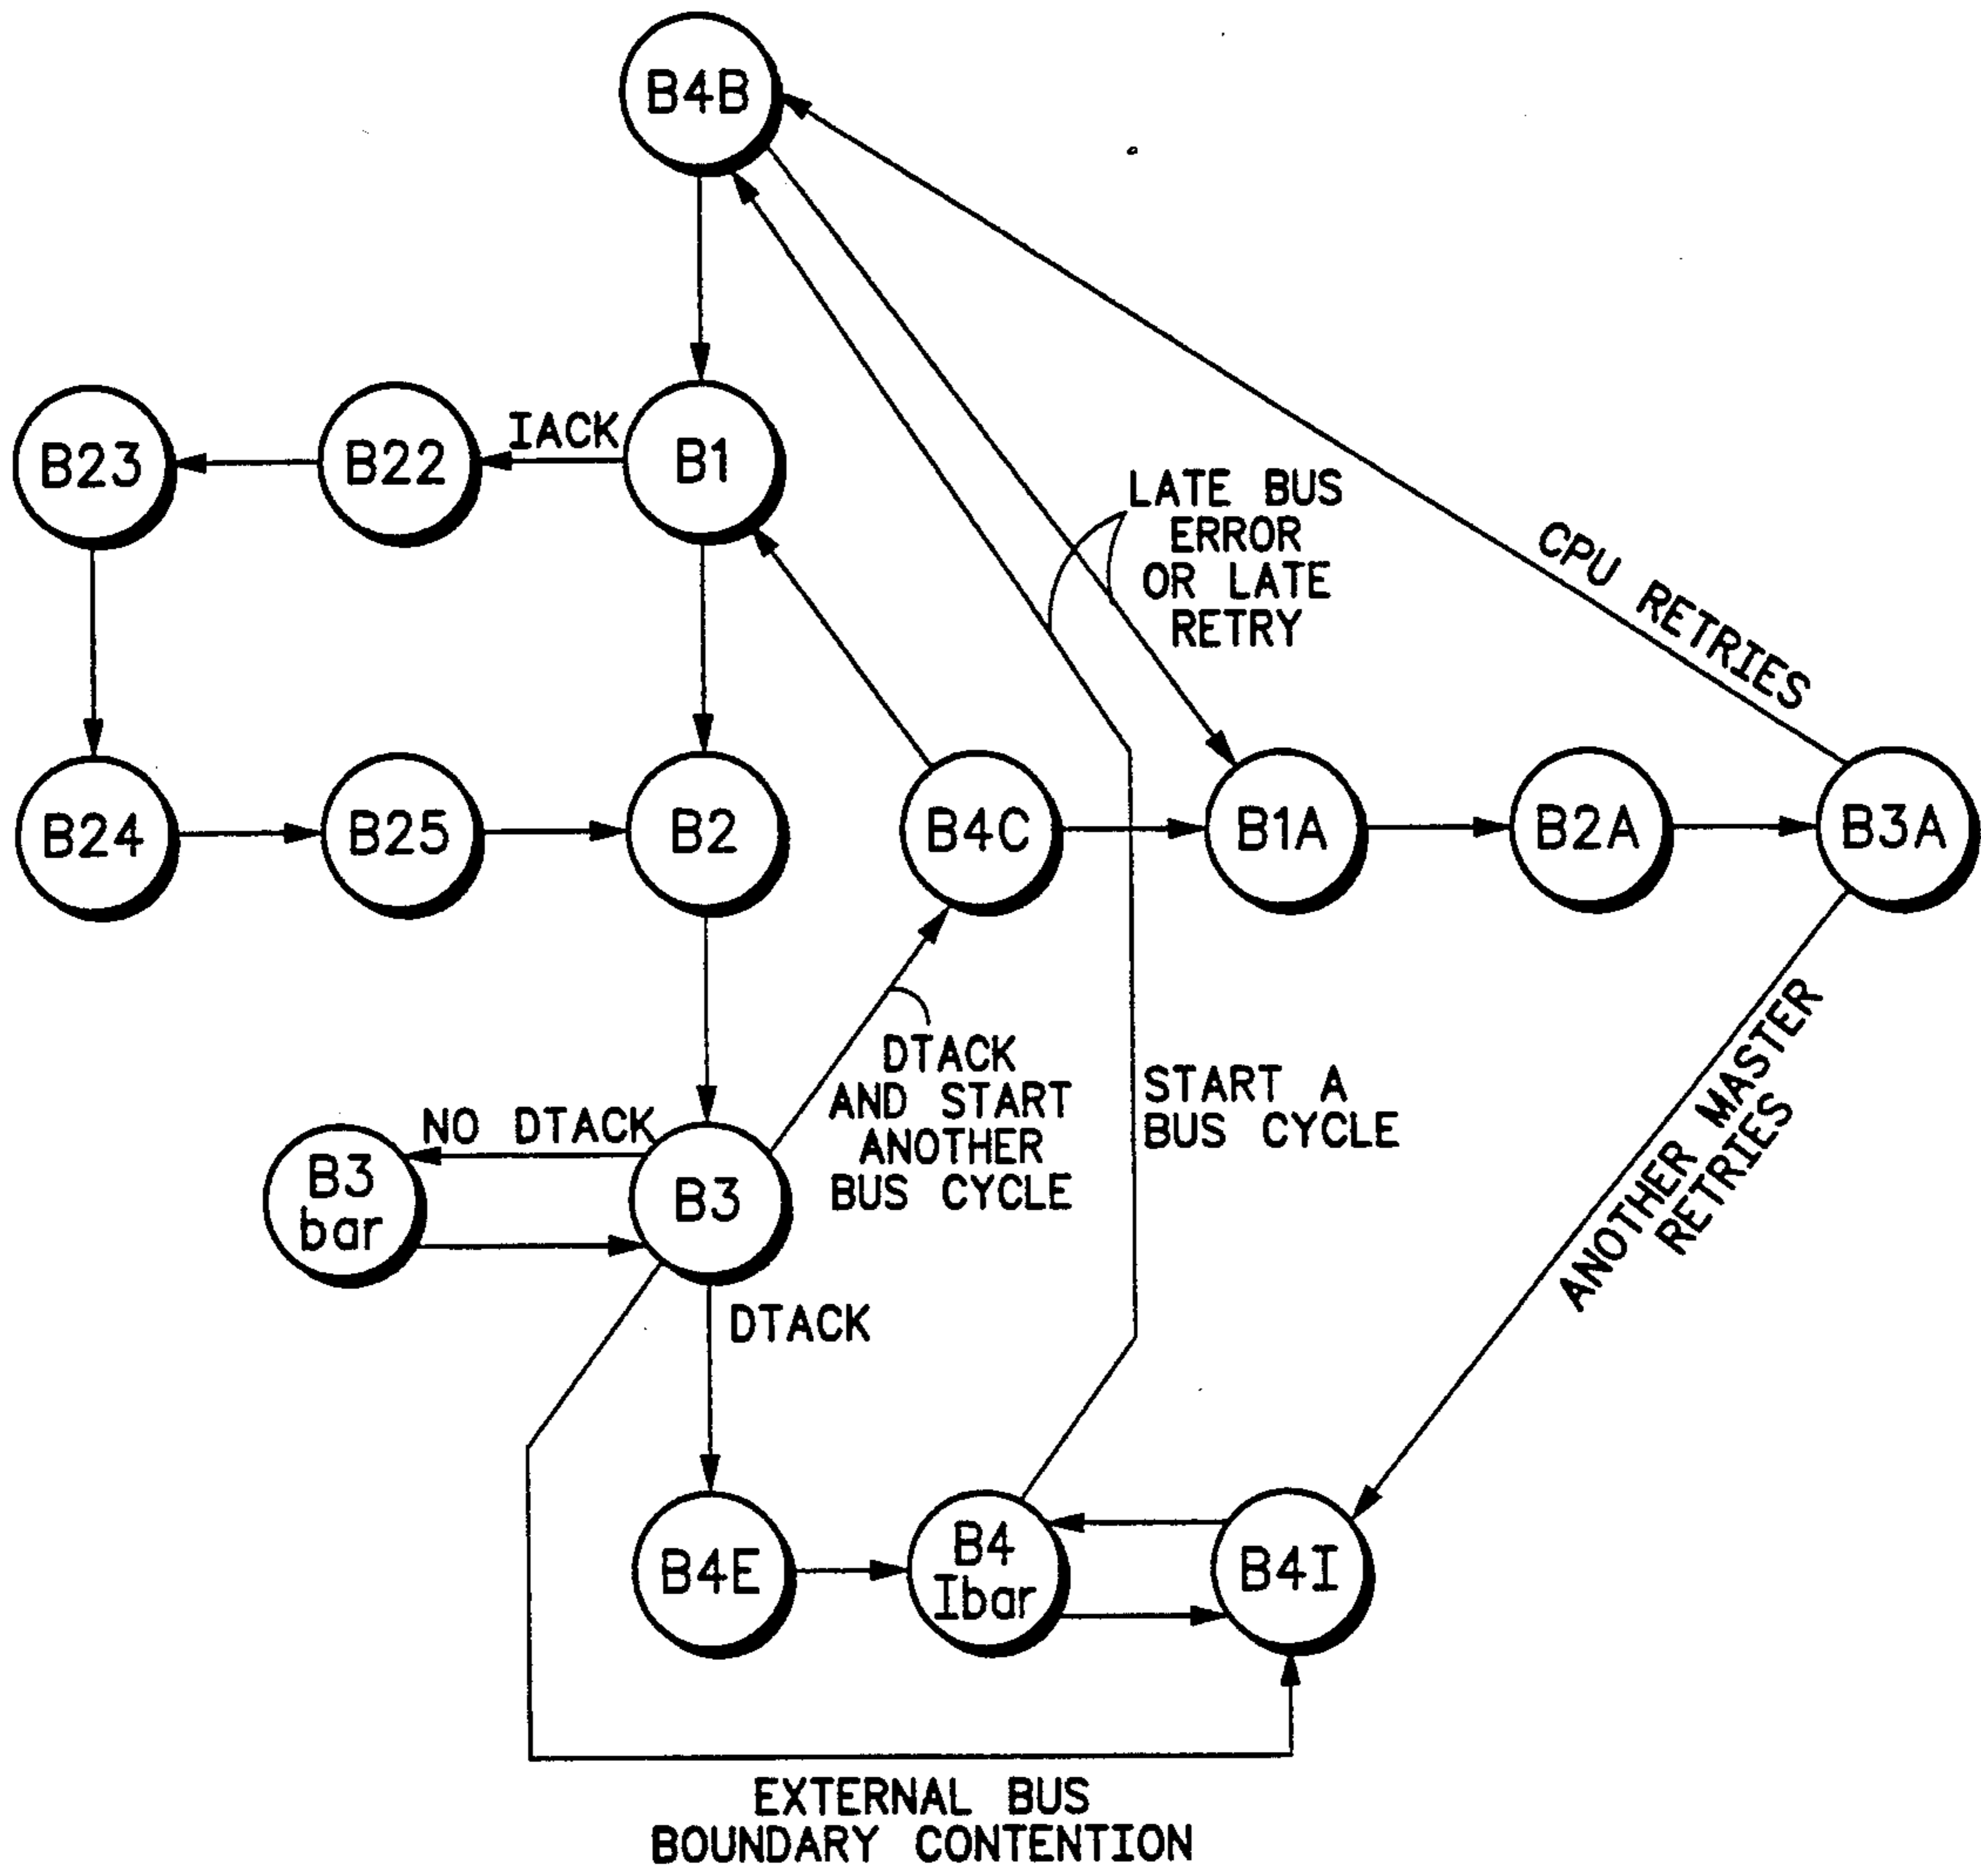 B4B
B23
B22
IACK
B1
LATE BUS
ERROR
OR LATE
RETRY
CPU RETRIES
B24
B25
B2
B4C
B1A
B2A
B3A
NO DTACK
B3
bar
B3
DTACK
AND START
ANOTHER
BUS CYCLE
START A
BUS CYCLE
ANOTHER MASTER
RETRIES
DTACK
B4E
B4
Ibar
B4I
EXTERNAL BUS
BOUNDARY CONTENTION